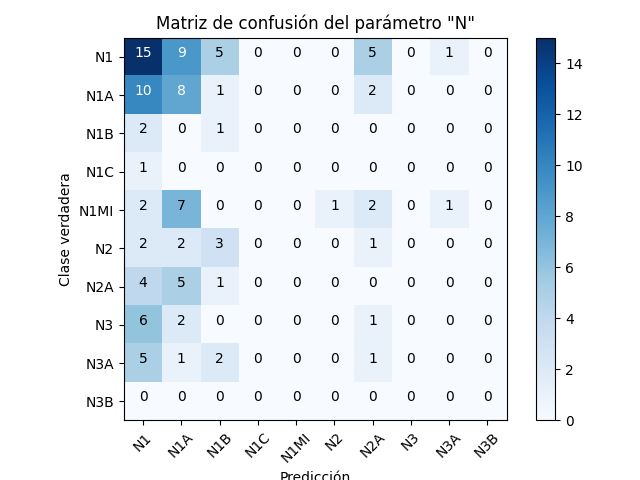 Matriz de confusión del parámetro "N"
N1 15 9 5 0 0 0 5 0 1 0
N1A 10 8 1 0 0 0 2 0 0 0
N1B 2 0 1 0 0 0 0 0 0 0
N1C 1 0 0 0 0 0 0 0 0 0
N1MI 2 7 0 0 0 1 2 0 1 0
N2 2 2 3 0 0 0 1 0 0 0
N2A 4 5 1 0 0 0 0 0 0 0
N3 6 2 0 0 0 0 1 0 0 0
N3A 5 1 2 0 0 0 1 0 0 0
N3B 0 0 0 0 0 0 0 0 0 0
N1 N1A N1B N1C N1MI N2 N2A N3 N3A N3B
Predicción
Clase verdadera
14
12
10
8
6
4
2
0